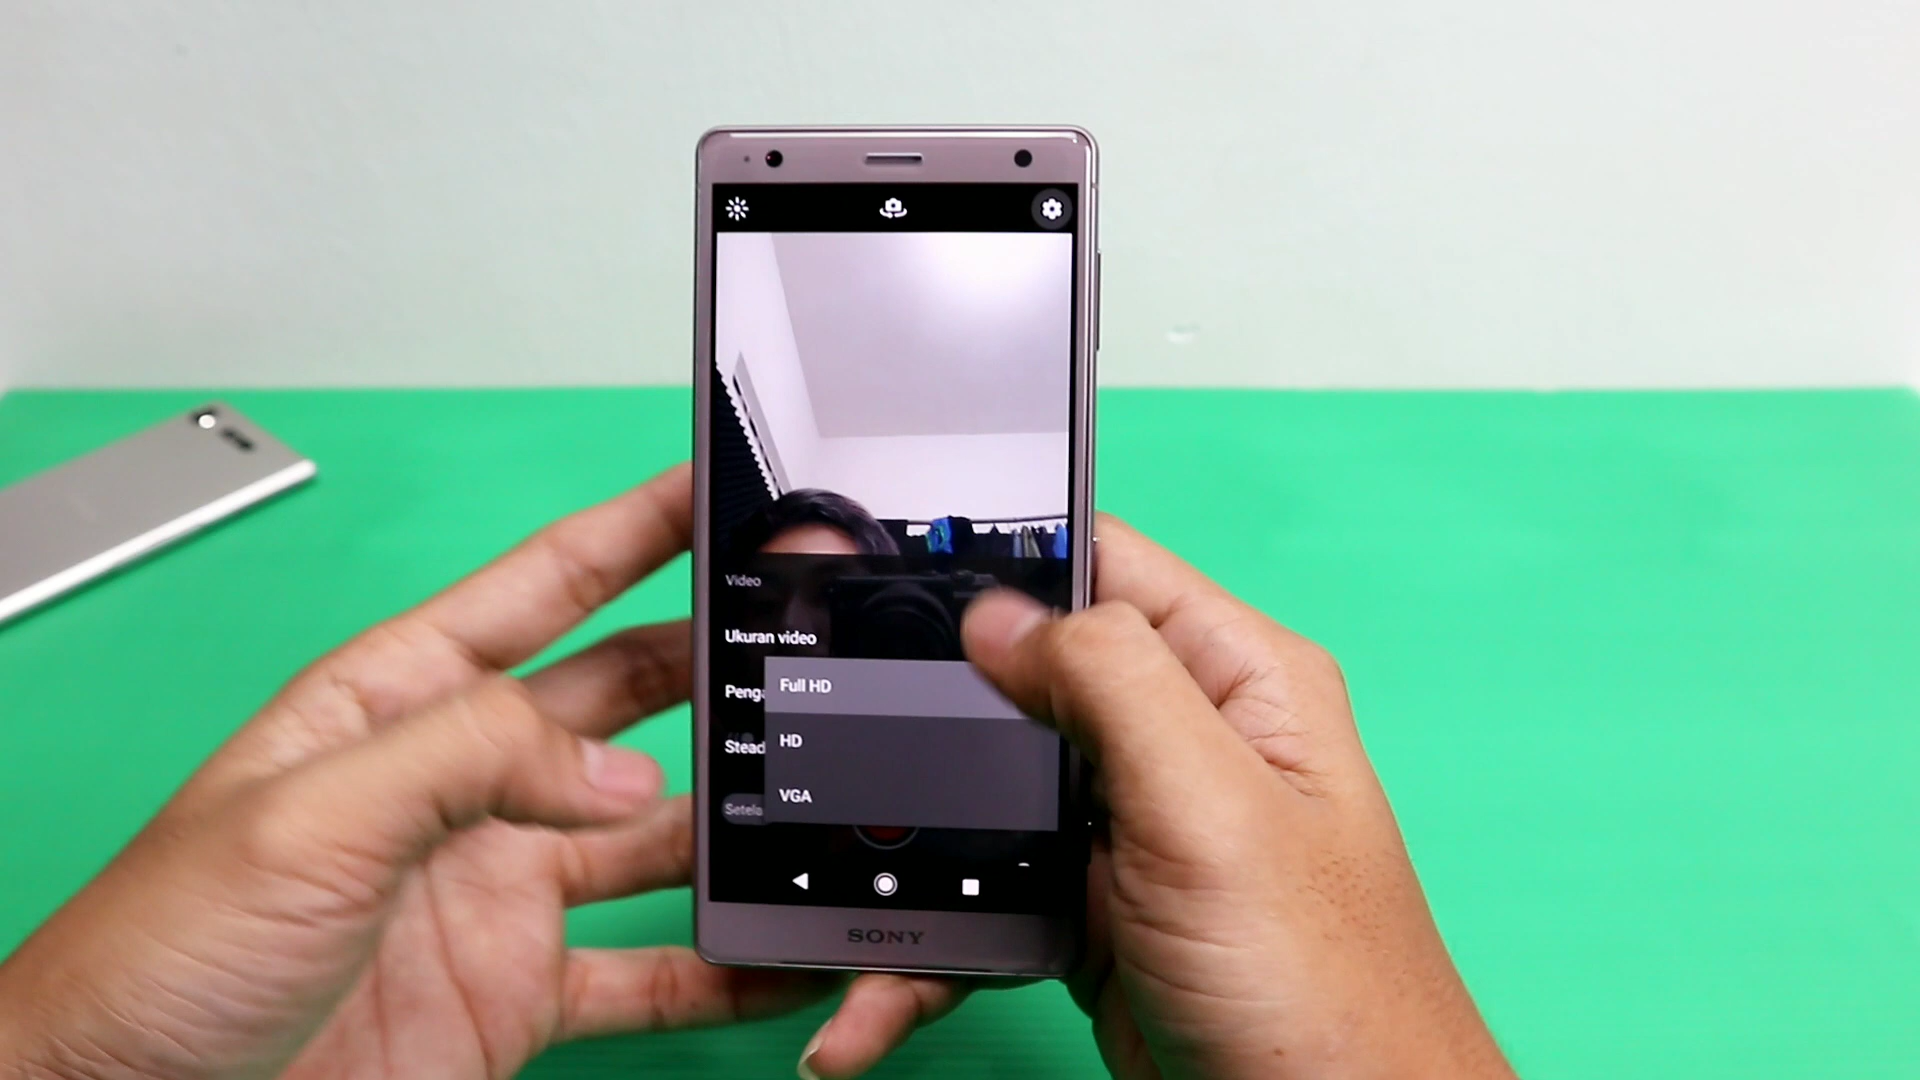 Video
Ukuran video
Full HD
HD
VGA
SONY